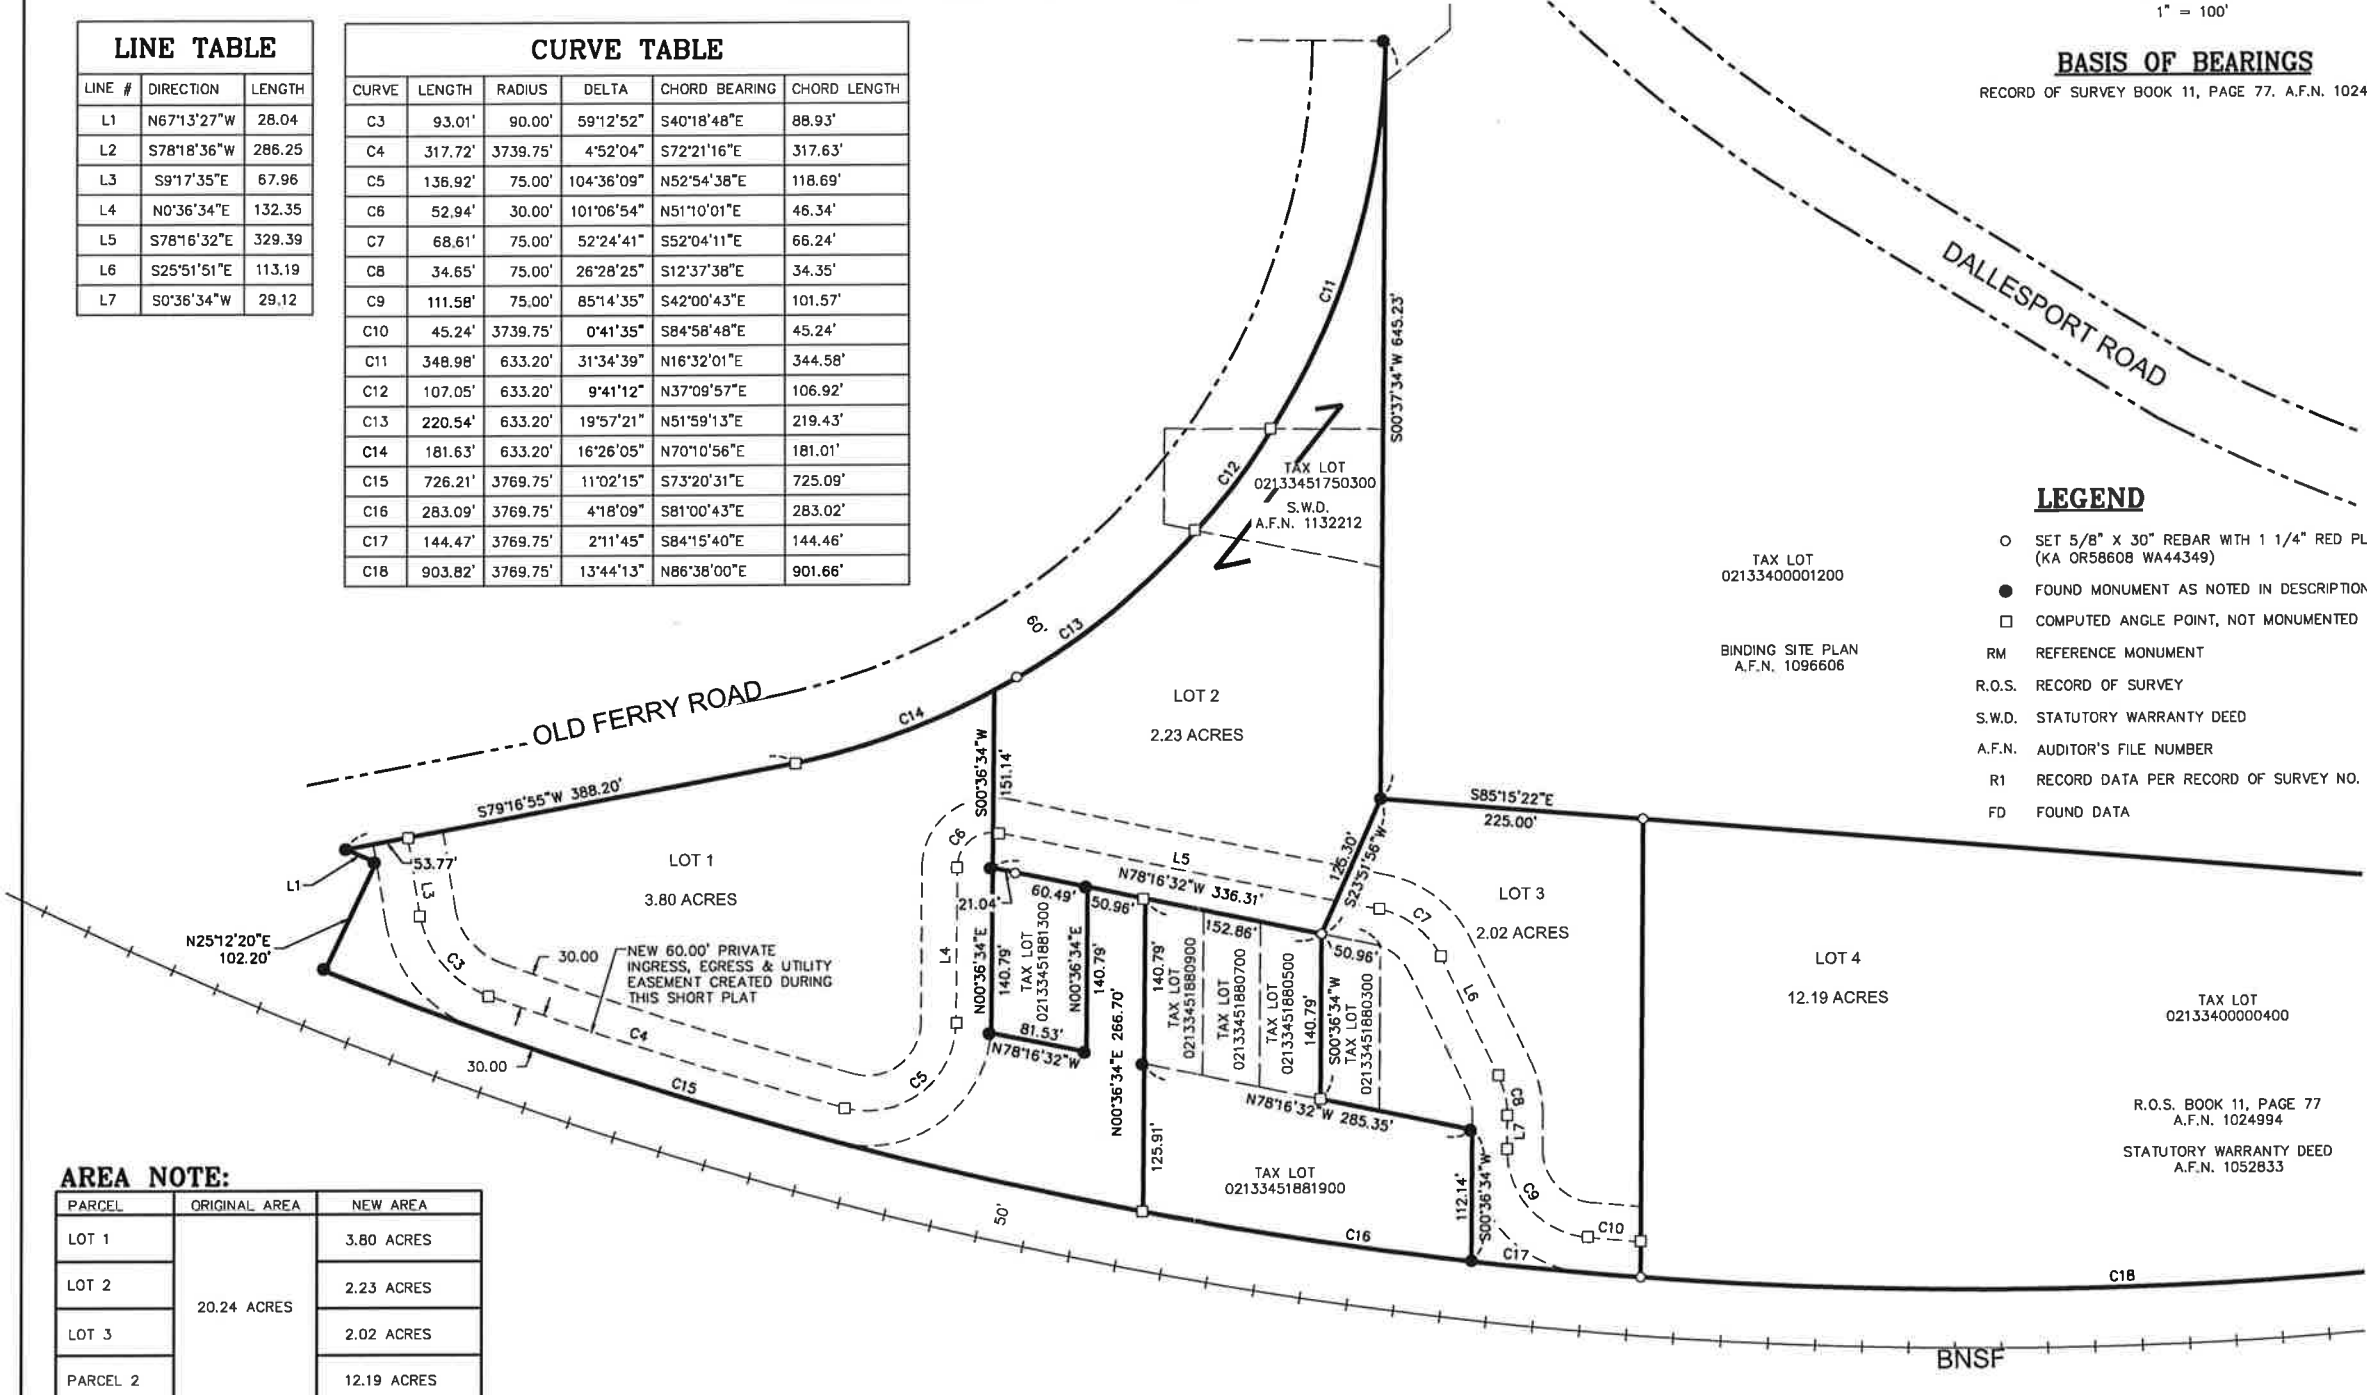 LINE TABLE
LINE # DIRECTION LENGTH
L1 N67°13'27"W 28.04
L2 S78°18'36"W 286.25
L3 S9°17'35"E 67.96
L4 N0°36'34"E 132.35
L5 S78°16'32"E 329.39
L6 S25°51'51"E 113.19
L7 S0°36'34"W 29.12
CURVE TABLE
CURVE LENGTH RADIUS DELTA CHORD BEARING CHORD LENGTH
C3 93.01' 90.00' 59°12'52" S40°18'48"E 88.93'
C4 317.72' 3739.75' 4°52'04" S72°21'16"E 317.63'
C5 136.92' 75.00' 104°36'09" N52°54'38"E 118.69'
C6 52.94' 30.00' 101°06'54" N51°10'01"E 46.34'
C7 68.61' 75.00' 52°24'41" S52°04'11"E 66.24'
C8 34.65' 75.00' 26°28'25" S12°37'38"E 34.35'
C9 111.58' 75.00' 85°14'35" S42°00'43"E 101.57'
C10 45.24' 3739.75' 0°41'35" S84°58'48"E 45.24'
C11 348.98' 633.20' 31°34'39" N16°32'01"E 344.58'
C12 107.05' 633.20' 9°41'12" N37°09'57"E 106.92'
C13 220.54' 633.20' 19°57'21" N51°59'13"E 219.43'
C14 181.63' 633.20' 16°26'05" N70°10'56"E 181.01'
C15 726.21' 3769.75' 11°02'15" S73°20'31"E 725.09'
C16 283.09' 3769.75' 4°18'09" S81°00'43"E 283.02'
C17 144.47' 3769.75' 2°11'45" S84°15'40"E 144.46'
C18 903.82' 3769.75' 13°44'13" N86°38'00"E 901.66'
1" = 100'
BASIS OF BEARINGS
RECORD OF SURVEY BOOK 11, PAGE 77. A.F.N. 1024
DALLESPORT ROAD
LEGEND
SET 5/8" X 30" REBAR WITH 1 1/4" RED PL
(KA OR58608 WA44349)
FOUND MONUMENT AS NOTED IN DESCRIPTION
COMPUTED ANGLE POINT, NOT MONUMENTED
RM REFERENCE MONUMENT
R.O.S. RECORD OF SURVEY
S.W.D. STATUTORY WARRANTY DEED
A.F.N. AUDITOR'S FILE NUMBER
R1 RECORD DATA PER RECORD OF SURVEY NO.
FD FOUND DATA
C11
S00°37'34"W 645.23'
C12
TAX LOT
02133451750300
S.W.D.
A.F.N. 1132212
TAX LOT
02133400001200
BINDING SITE PLAN
A.F.N. 1096606
60'
C13
OLD FERRY ROAD
C14
LOT 2
2.23 ACRES
S00°36'34"W
151.14'
S79°16'55"W 388.20'
S85°15'22"E
225.00'
53.77'
L1
L3
N25°12'20"E
102.20'
C3
LOT 1
3.80 ACRES
30.00
NEW 60.00' PRIVATE
INGRESS, EGRESS & UTILITY
EASEMENT CREATED DURING
THIS SHORT PLAT
C4
30.00
C15
C5
L4
C6
L5
N78°16'32"W 336.31'
126.30'
S23°51'56"W
21.04'
60.49'
50.96'
152.86'
50.96'
N00°36'34"E
140.79'
TAX LOT
02133451881300
N00°36'34"E
140.79'
81.53'
N78°16'32"W
N00°36'34"E 266.70'
140.79'
TAX LOT
02133451880900
TAX LOT
02133451880700
TAX LOT
02133451880500
140.79'
S00°36'34"W
TAX LOT
02133451880300
125.91'
N78°16'32"W 285.35'
TAX LOT
02133451881900
112.14'
S00°36'34"W
C7
L6
C8
L7
C9
C10
LOT 3
2.02 ACRES
LOT 4
12.19 ACRES
TAX LOT
02133400000400
R.O.S. BOOK 11, PAGE 77
A.F.N. 1024994
STATUTORY WARRANTY DEED
A.F.N. 1052833
50'
C16
C17
C18
BNSF
AREA NOTE:
PARCEL ORIGINAL AREA NEW AREA
LOT 1 3.80 ACRES
LOT 2 2.23 ACRES
20.24 ACRES
LOT 3 2.02 ACRES
PARCEL 2 12.19 ACRES